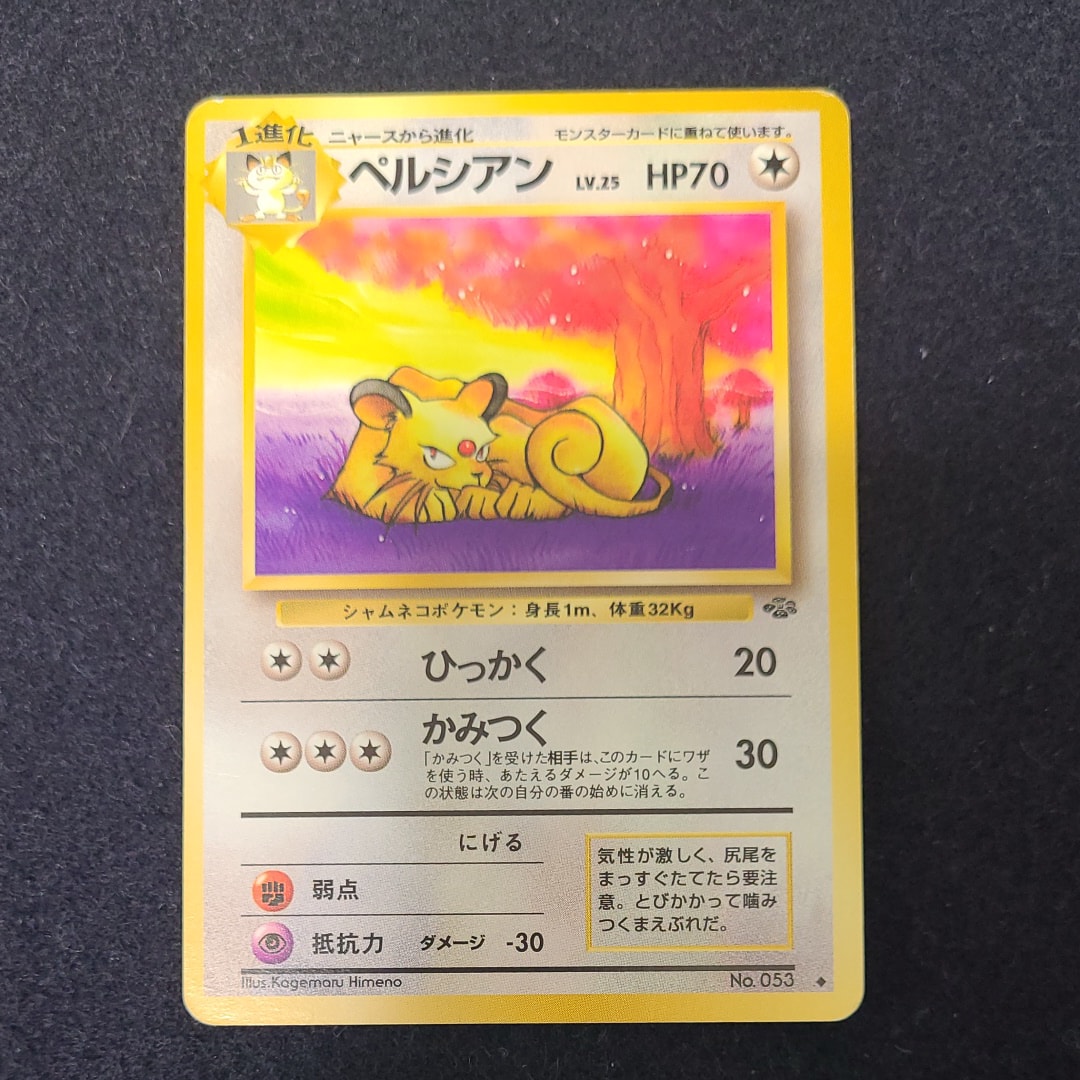 1進化 ニャースから進化 モンスターカードに重ねて使います。
ペルシアン LV.25 HP70
シャムネコポケモン：身長1m、体重32Kg
ひっかく 20
かみつく 30
「かみつく」を受けた相手は、このカードにワザ
を使う時、あたえるダメージが10へる。こ
の状態は次の自分の番の始めに消える。
にげる
弱点
抵抗力 ダメージ -30
気性が激しく、尻尾を
まっすぐたてたら要注
意。とびかかって噛み
つくまえぶれだ。
Illus.Kagemaru Himeno No. 053